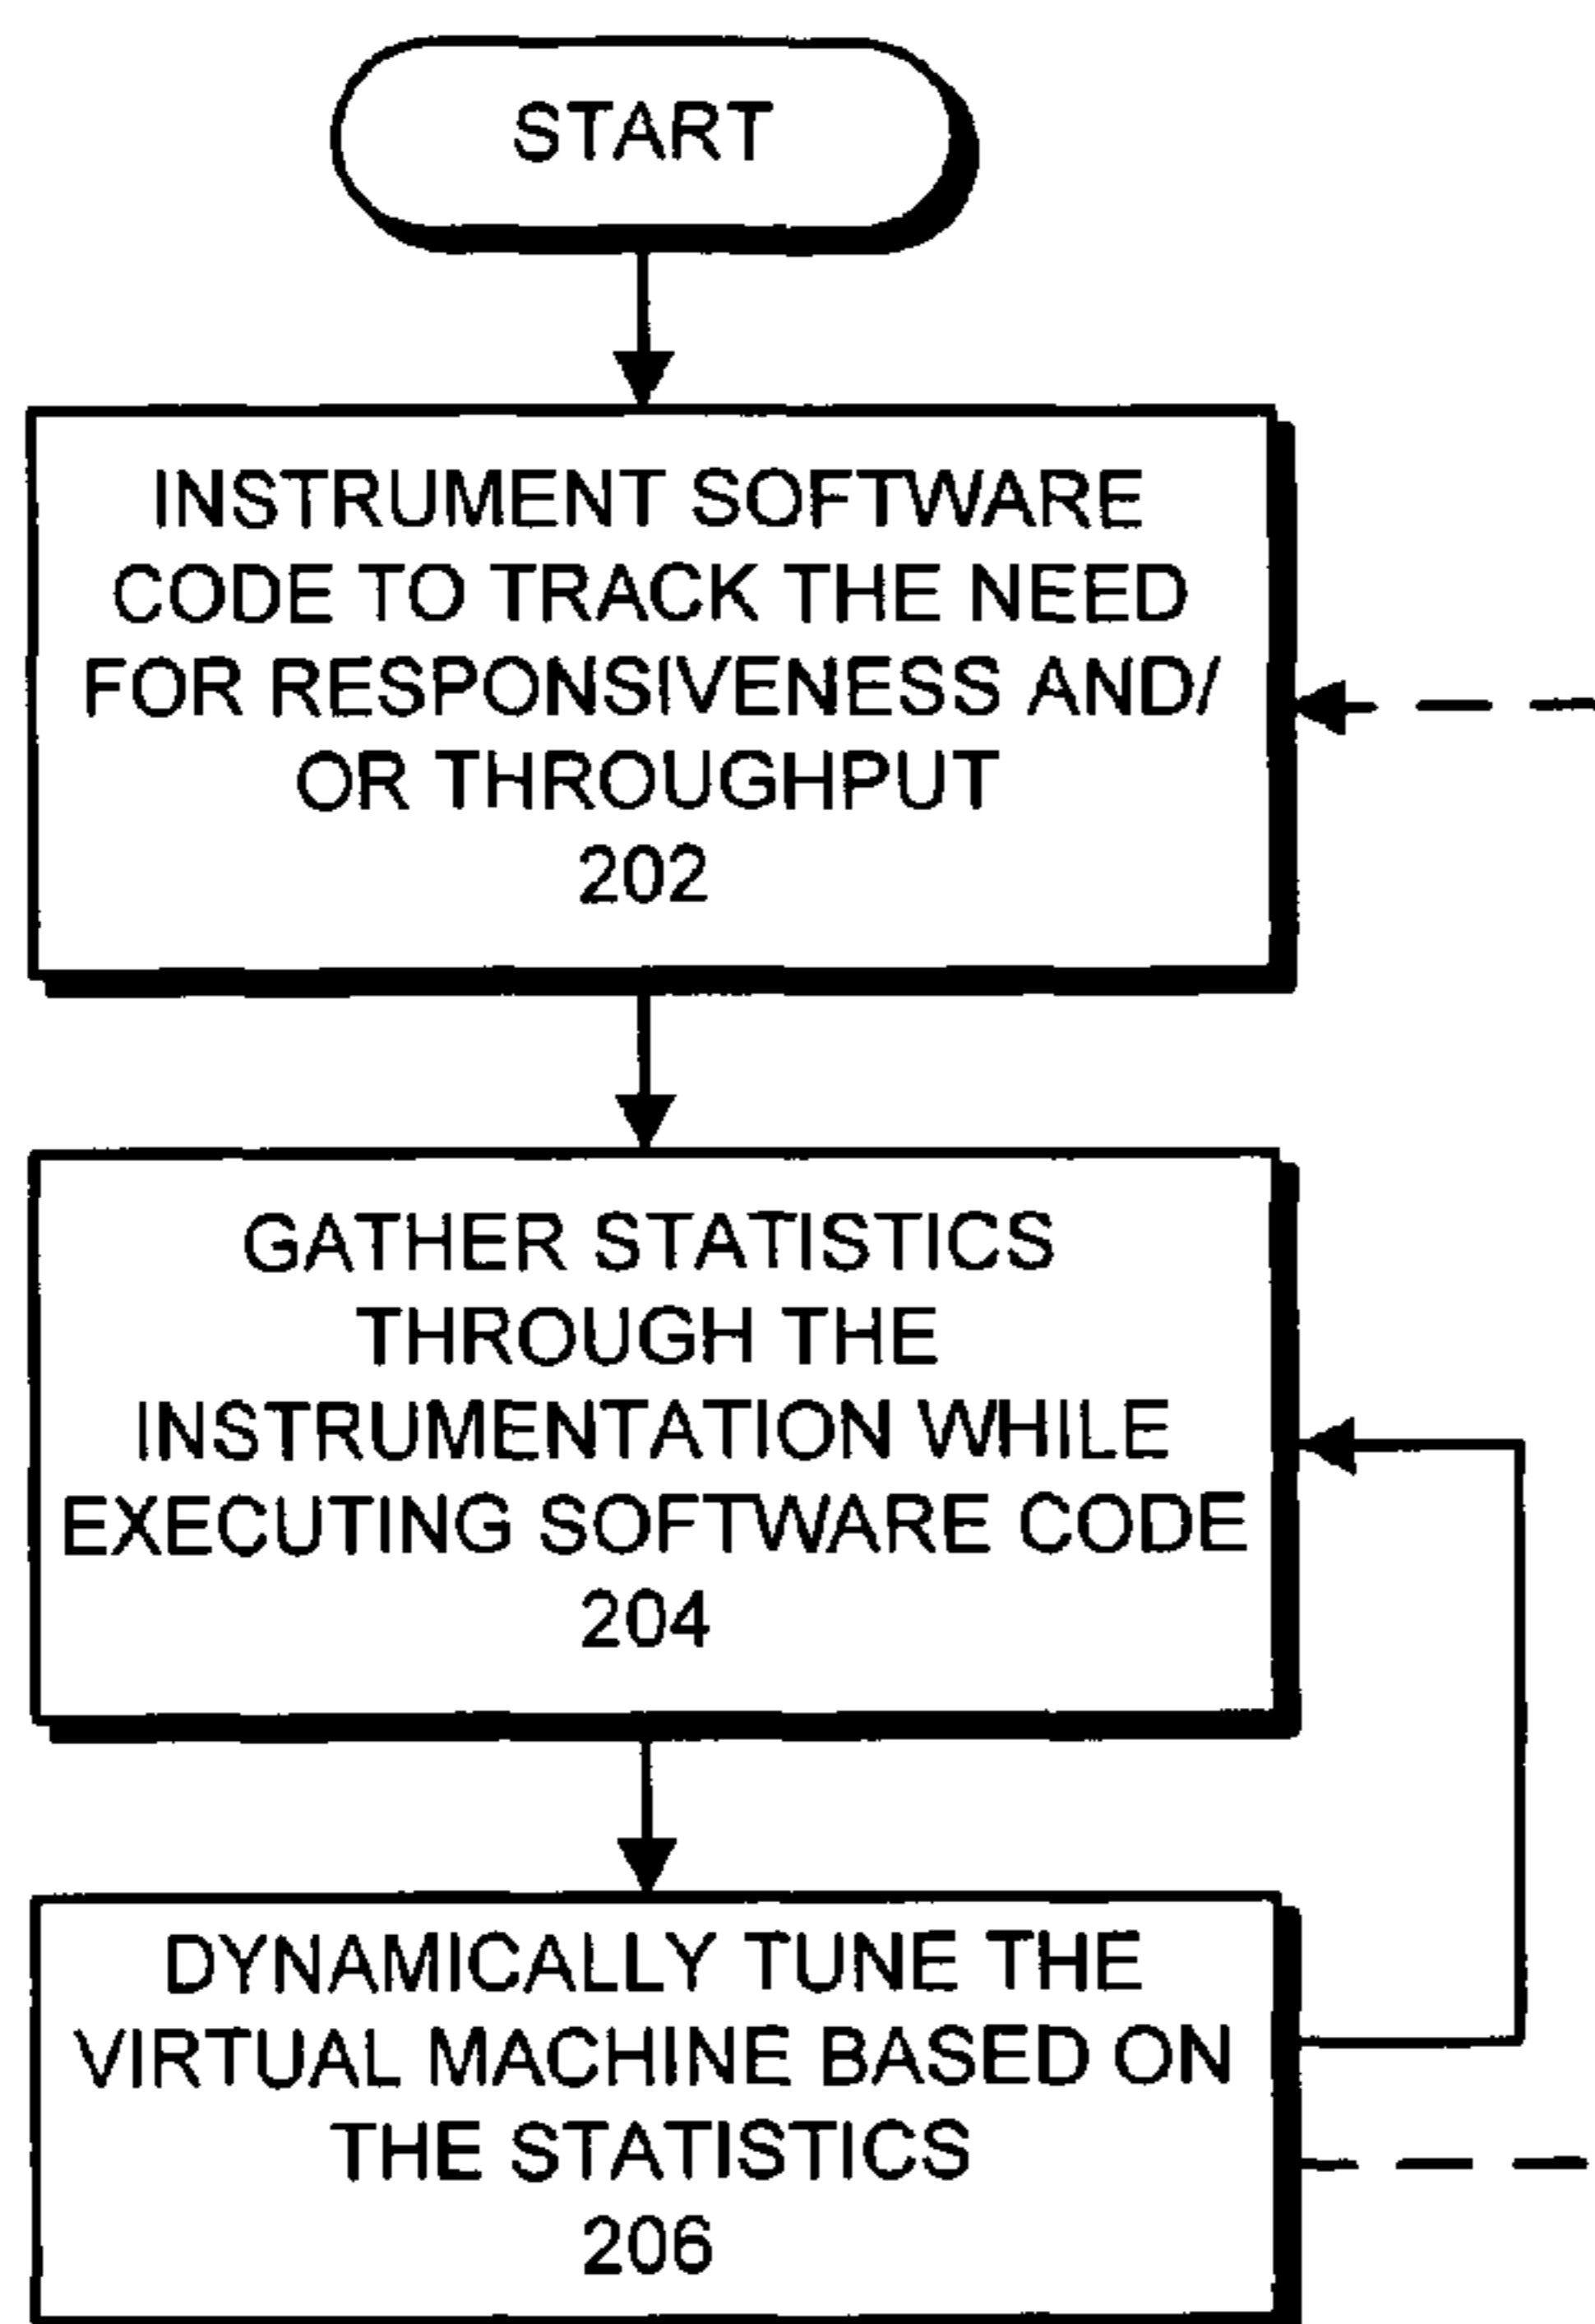 START
INSTRUMENT SOFTWARE
CODE TO TRACK THE NEED
FOR RESPONSIVENESS AND/
OR THROUGHPUT
202
GATHER STATISTICS
THROUGH THE
INSTRUMENTATION WHILE
EXECUTING SOFTWARE CODE
204
DYNAMICALLY TUNE THE
VIRTUAL MACHINE BASED ON
THE STATISTICS
206